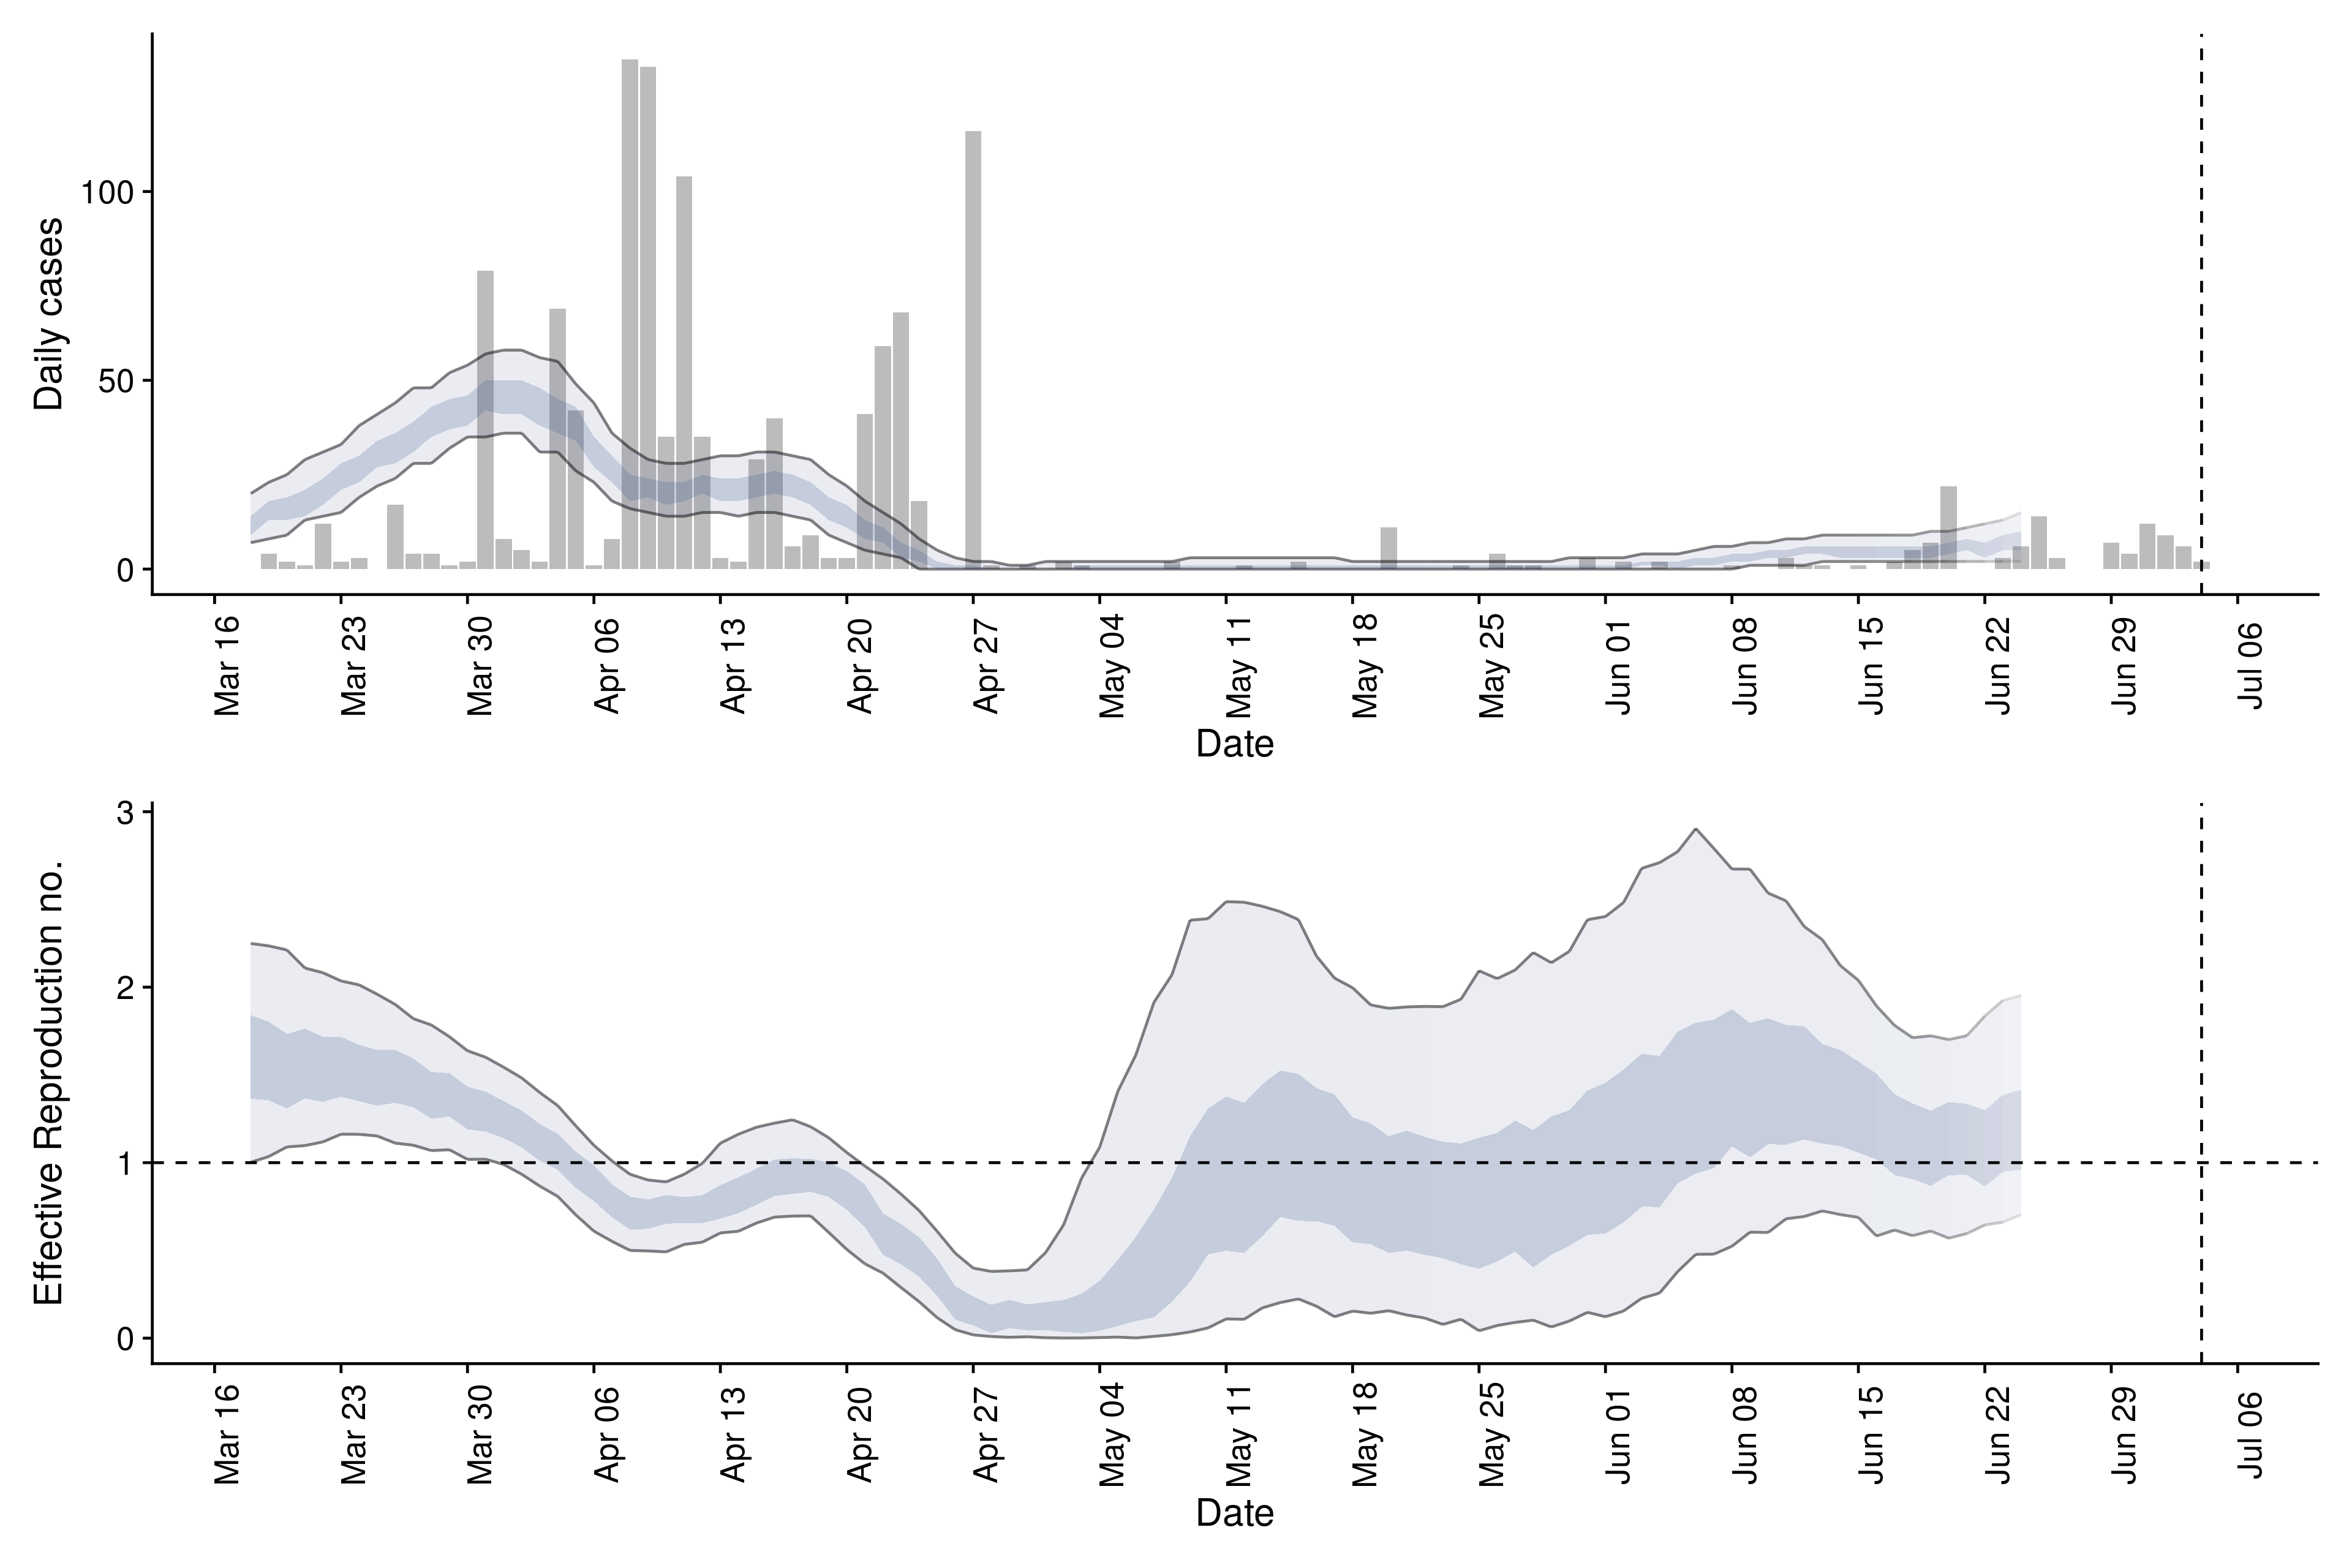 Daily cases
100
50
0
Mar 16
Mar 23
Mar 30
Apr 06
Apr 13
Apr 20
Apr 27
May 04
May 11
May 18
May 25
Jun 01
Jun 08
Jun 15
Jun 22
Jun 29
Jul 06
Date
Effective Reproduction no.
3
2
1
0
Mar 16
Mar 23
Mar 30
Apr 06
Apr 13
Apr 20
Apr 27
May 04
May 11
May 18
May 25
Jun 01
Jun 08
Jun 15
Jun 22
Jun 29
Jul 06
Date